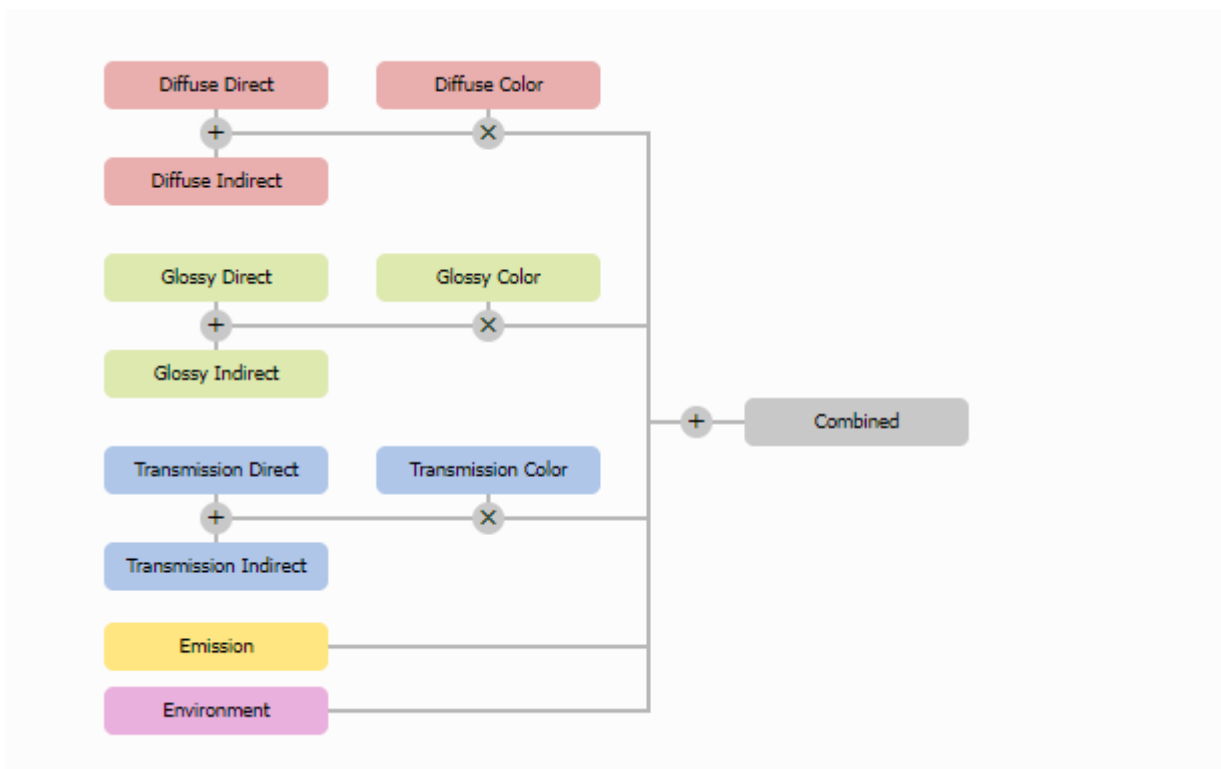 Diffuse Direct
Diffuse Color
+
×
Diffuse Indirect
Glossy Direct
Glossy Color
+
×
Glossy Indirect
+
Combined
Transmission Direct
Transmission Color
+
×
Transmission Indirect
Emission
Environment